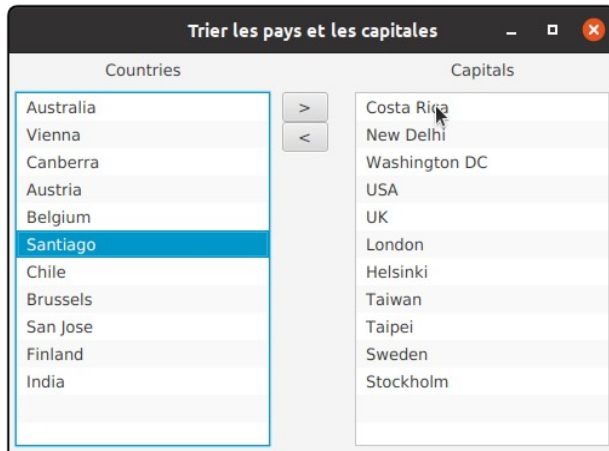 Trier les pays et les capitales
Countries
Capitals
Australia
Vienna
Canberra
Austria
Belgium
Santiago
Chile
Brussels
San Jose
Finland
India
>
<
Costa Rica
New Delhi
Washington DC
USA
UK
London
Helsinki
Taiwan
Taipei
Sweden
Stockholm